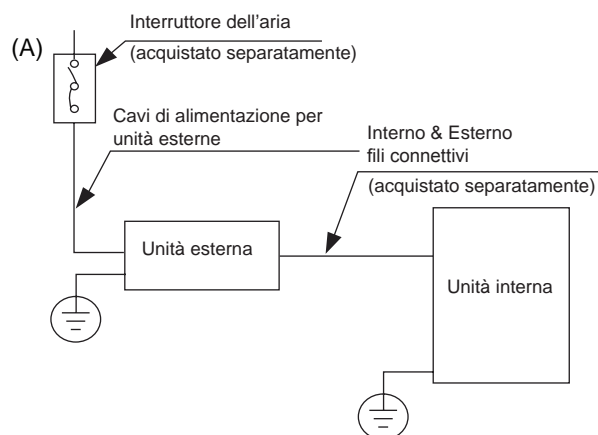 (A)
Interruttore dell'aria
(acquistato separatamente)
Cavi di alimentazione per
unità esterne
Interno & Esterno
fili connettivi
(acquistato separatamente)
Unità esterna
Unità interna